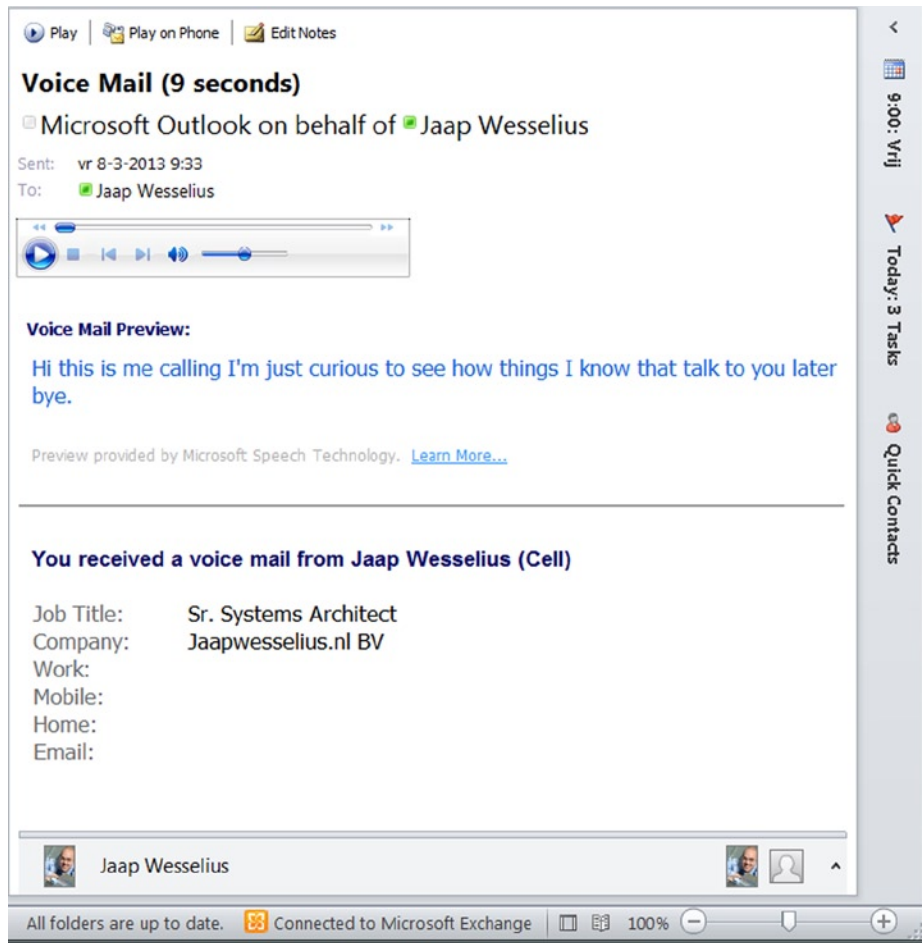 Play Play on Phone Edit Notes
Voice Mail (9 seconds)
Microsoft Outlook on behalf of Jaap Wesselius
Sent: vr 8-3-2013 9:33
To: Jaap Wesselius
Voice Mail Preview:
Hi this is me calling I'm just curious to see how things I know that talk to you later
bye.
Preview provided by Microsoft Speech Technology. Learn More...
You received a voice mail from Jaap Wesselius (Cell)
Job Title: Sr. Systems Architect
Company: Jaapwesselius.nl BV
Work:
Mobile:
Home:
Email:
Jaap Wesselius
All folders are up to date. Connected to Microsoft Exchange 100%
9:00: Vrij
Today: 3 Tasks
Quick Contacts